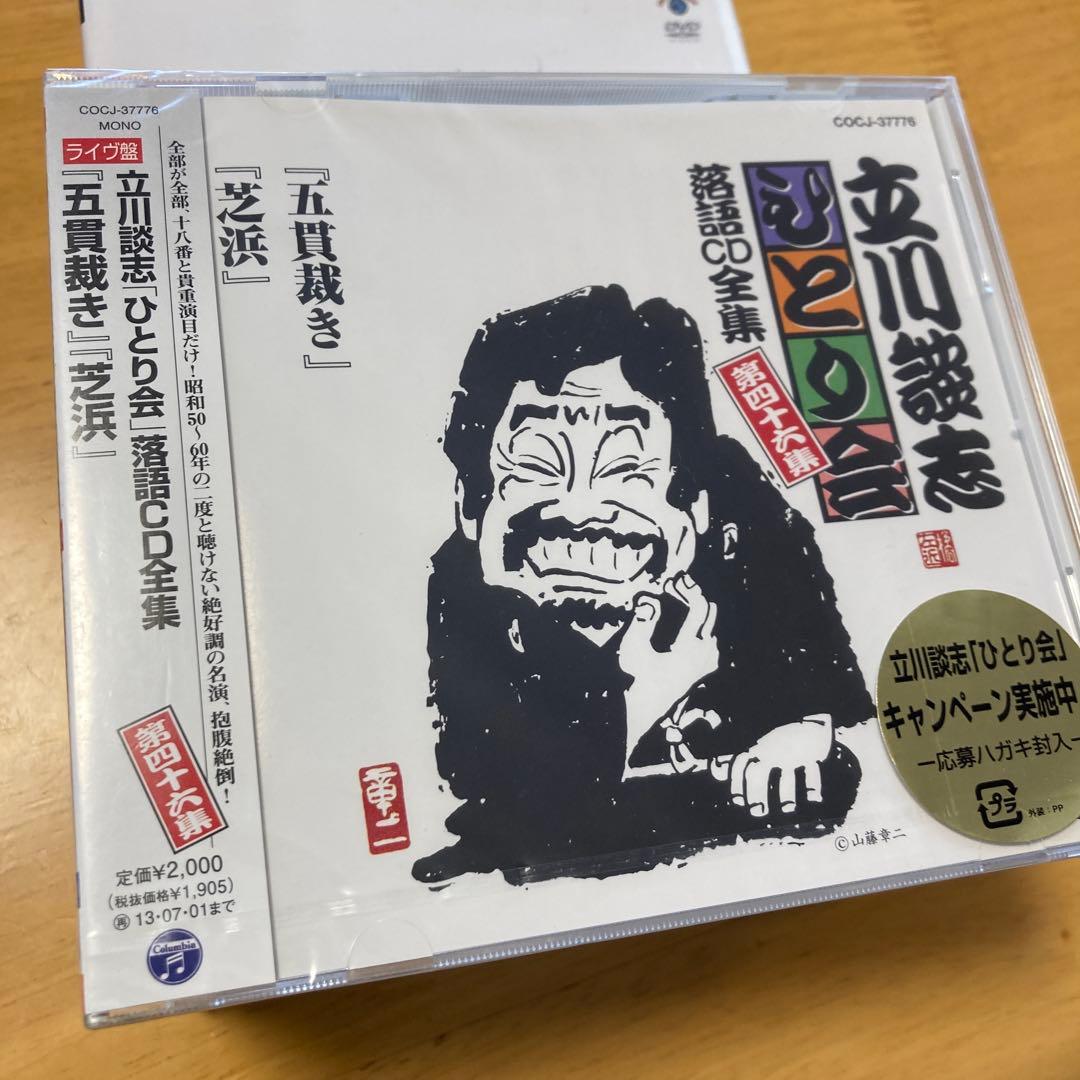 COCJ-37776
MONO
ライヴ盤
立川談志「ひとり会」落語CD全集
『五貫裁き』『芝浜』
全部が全部、十八番と貴重演目だけ！昭和50〜60年の二度と聴けない絶好調の名演、抱腹絶倒！
第四十六集
定価¥2,000
(税抜価格¥1,905)
再 13・07・01まで
Columbia
COCJ-37776
立川談志
ひとり会
落語CD全集
第四十六集
『五貫裁き』
『芝浜』
©山藤章二
立川談志「ひとり会」
キャンペーン実施中
ー応募ハガキ封入ー
プラ
外装：PP
DVD